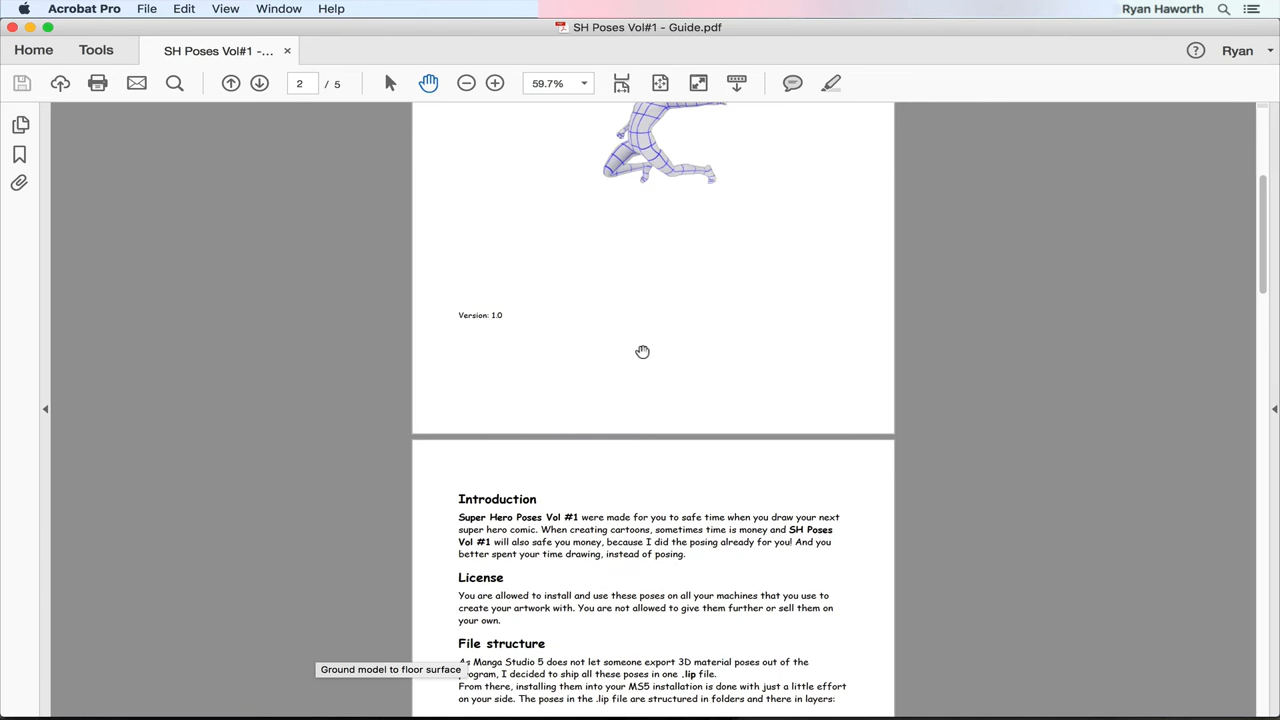 Acrobat Pro File Edit View Window Help Ryan Haworth
SH Poses Vol#1 - Guide.pdf
Home Tools SH Poses Vol#1 -... × ? Ryan
2 / 5 59.7%
Version: 1.0
Introduction
Super Hero Poses Vol #1 were made for you to safe time when you draw your next
super hero comic. When creating cartoons, sometimes time is money and SH Poses
Vol #1 will also safe you money, because I did the posing already for you! And you
better spent your time drawing, instead of posing.
License
You are allowed to install and use these poses on all your machines that you use to
create your artwork with. You are not allowed to give them further or sell them on
your own.
File structure
As Manga Studio 5 does not let someone export 3D material poses out of the
Ground model to floor surface
program, I decided to ship all these poses in one .lip file.
From there, installing them into your MS5 installation is done with just a little effort
on your side. The poses in the .lip file are structured in folders and there in layers: